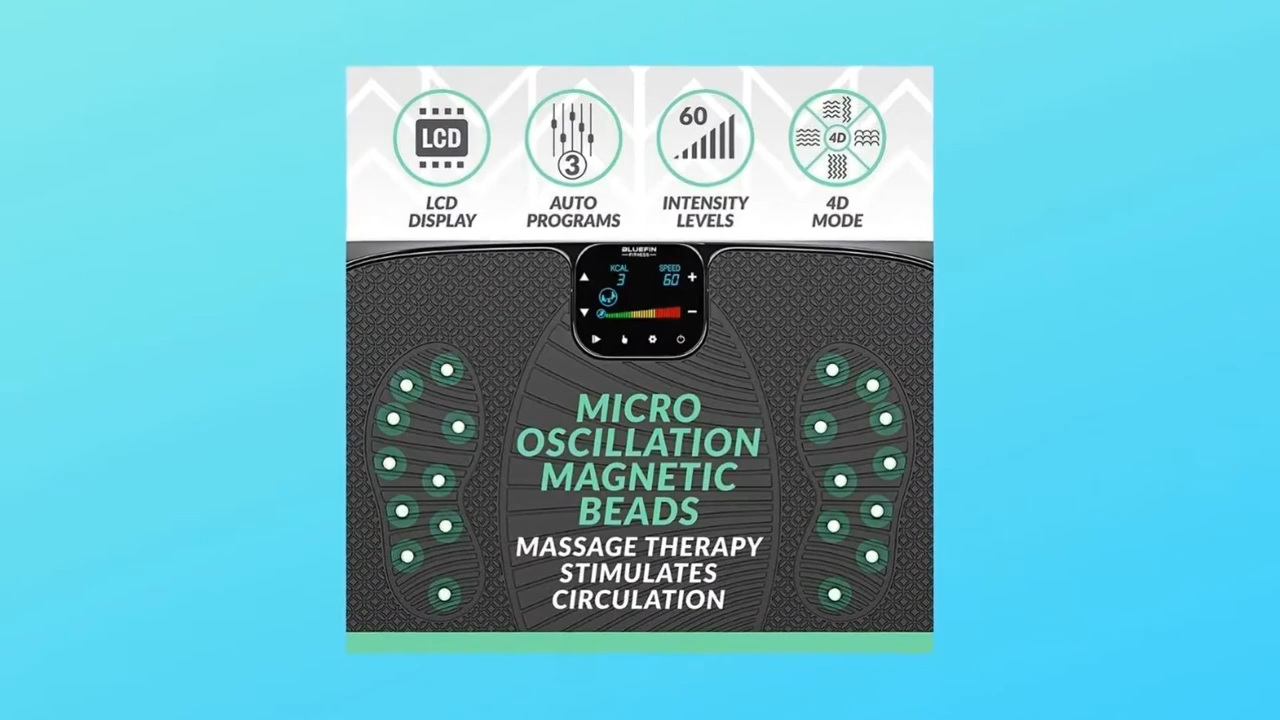 LCD
3
60
4D
LCD
DISPLAY
AUTO
PROGRAMS
INTENSITY
LEVELS
4D
MODE
BLUEFIN
FITNESS
KCAL
3
SPEED
60
MICRO
OSCILLATION
MAGNETIC
BEADS
MASSAGE THERAPY
STIMULATES
CIRCULATION